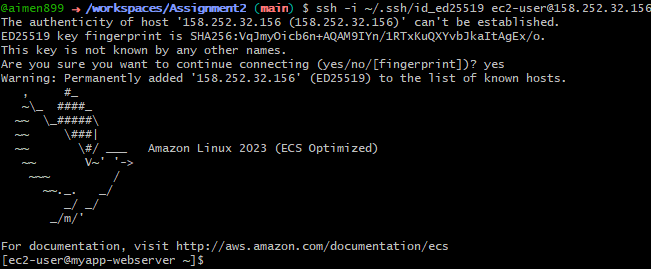 @aimen899 → /workspaces/Assignment2 (main) $ ssh -i ~/.ssh/id_ed25519 ec2-user@158.252.32.156
The authenticity of host '158.252.32.156 (158.252.32.156)' can't be established.
ED25519 key fingerprint is SHA256:VqJmyOicb6n+AQAM9IYn/1RTxKuQXYvbJkaItAgEx/o.
This key is not known by any other names.
Are you sure you want to continue connecting (yes/no/[fingerprint])? yes
Warning: Permanently added '158.252.32.156' (ED25519) to the list of known hosts.
   ,     #_
   ~\_  ####_
  ~~  \_#####\
  ~~     \###|
  ~~       \#/ ___   Amazon Linux 2023 (ECS Optimized)
   ~~       V~' '->
    ~~~         /
      ~~._.   _/
         _/ _/
       _/m/'
For documentation, visit http://aws.amazon.com/documentation/ecs
[ec2-user@myapp-webserver ~]$